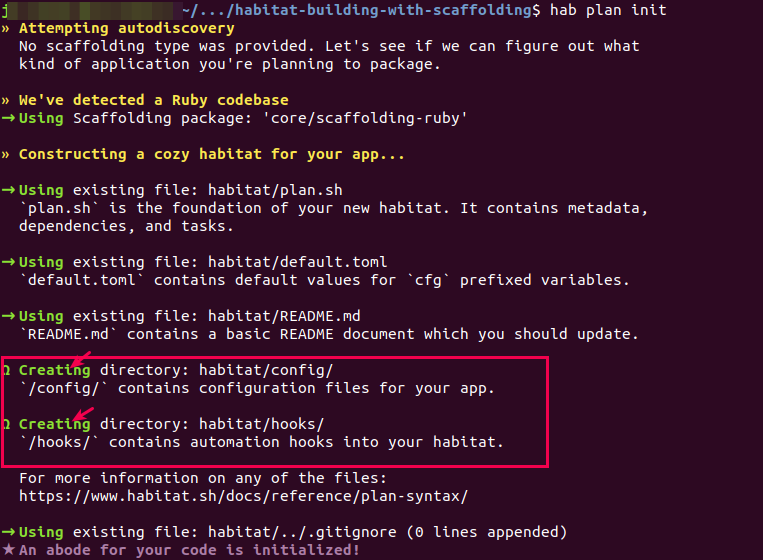 j ~/.../habitat-building-with-scaffolding$ hab plan init
» Attempting autodiscovery
No scaffolding type was provided. Let's see if we can figure out what
kind of application you're planning to package.
» We've detected a Ruby codebase
→ Using Scaffolding package: 'core/scaffolding-ruby'
» Constructing a cozy habitat for your app...
→ Using existing file: habitat/plan.sh
`plan.sh` is the foundation of your new habitat. It contains metadata,
dependencies, and tasks.
→ Using existing file: habitat/default.toml
`default.toml` contains default values for `cfg` prefixed variables.
→ Using existing file: habitat/README.md
`README.md` contains a basic README document which you should update.
Ω Creating directory: habitat/config/
`/config/` contains configuration files for your app.
Ω Creating directory: habitat/hooks/
`/hooks/` contains automation hooks into your habitat.
For more information on any of the files:
https://www.habitat.sh/docs/reference/plan-syntax/
→ Using existing file: habitat/../.gitignore (0 lines appended)
★ An abode for your code is initialized!